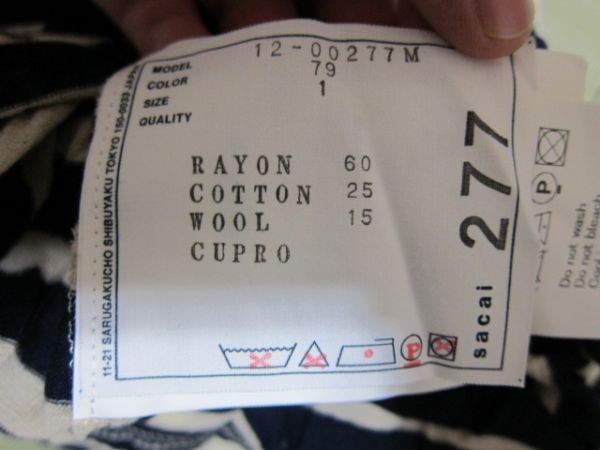 MODEL 12-00277M
COLOR 79
SIZE 1
QUALITY
RAYON 60
COTTON 25
WOOL 15
CUPRO
P
sacai 277
11-21 SARUGAKUCHO SHIBUYAKU TOKYO 150-0033 JAPAN
P
Do not wash
Do not bleach
Cool